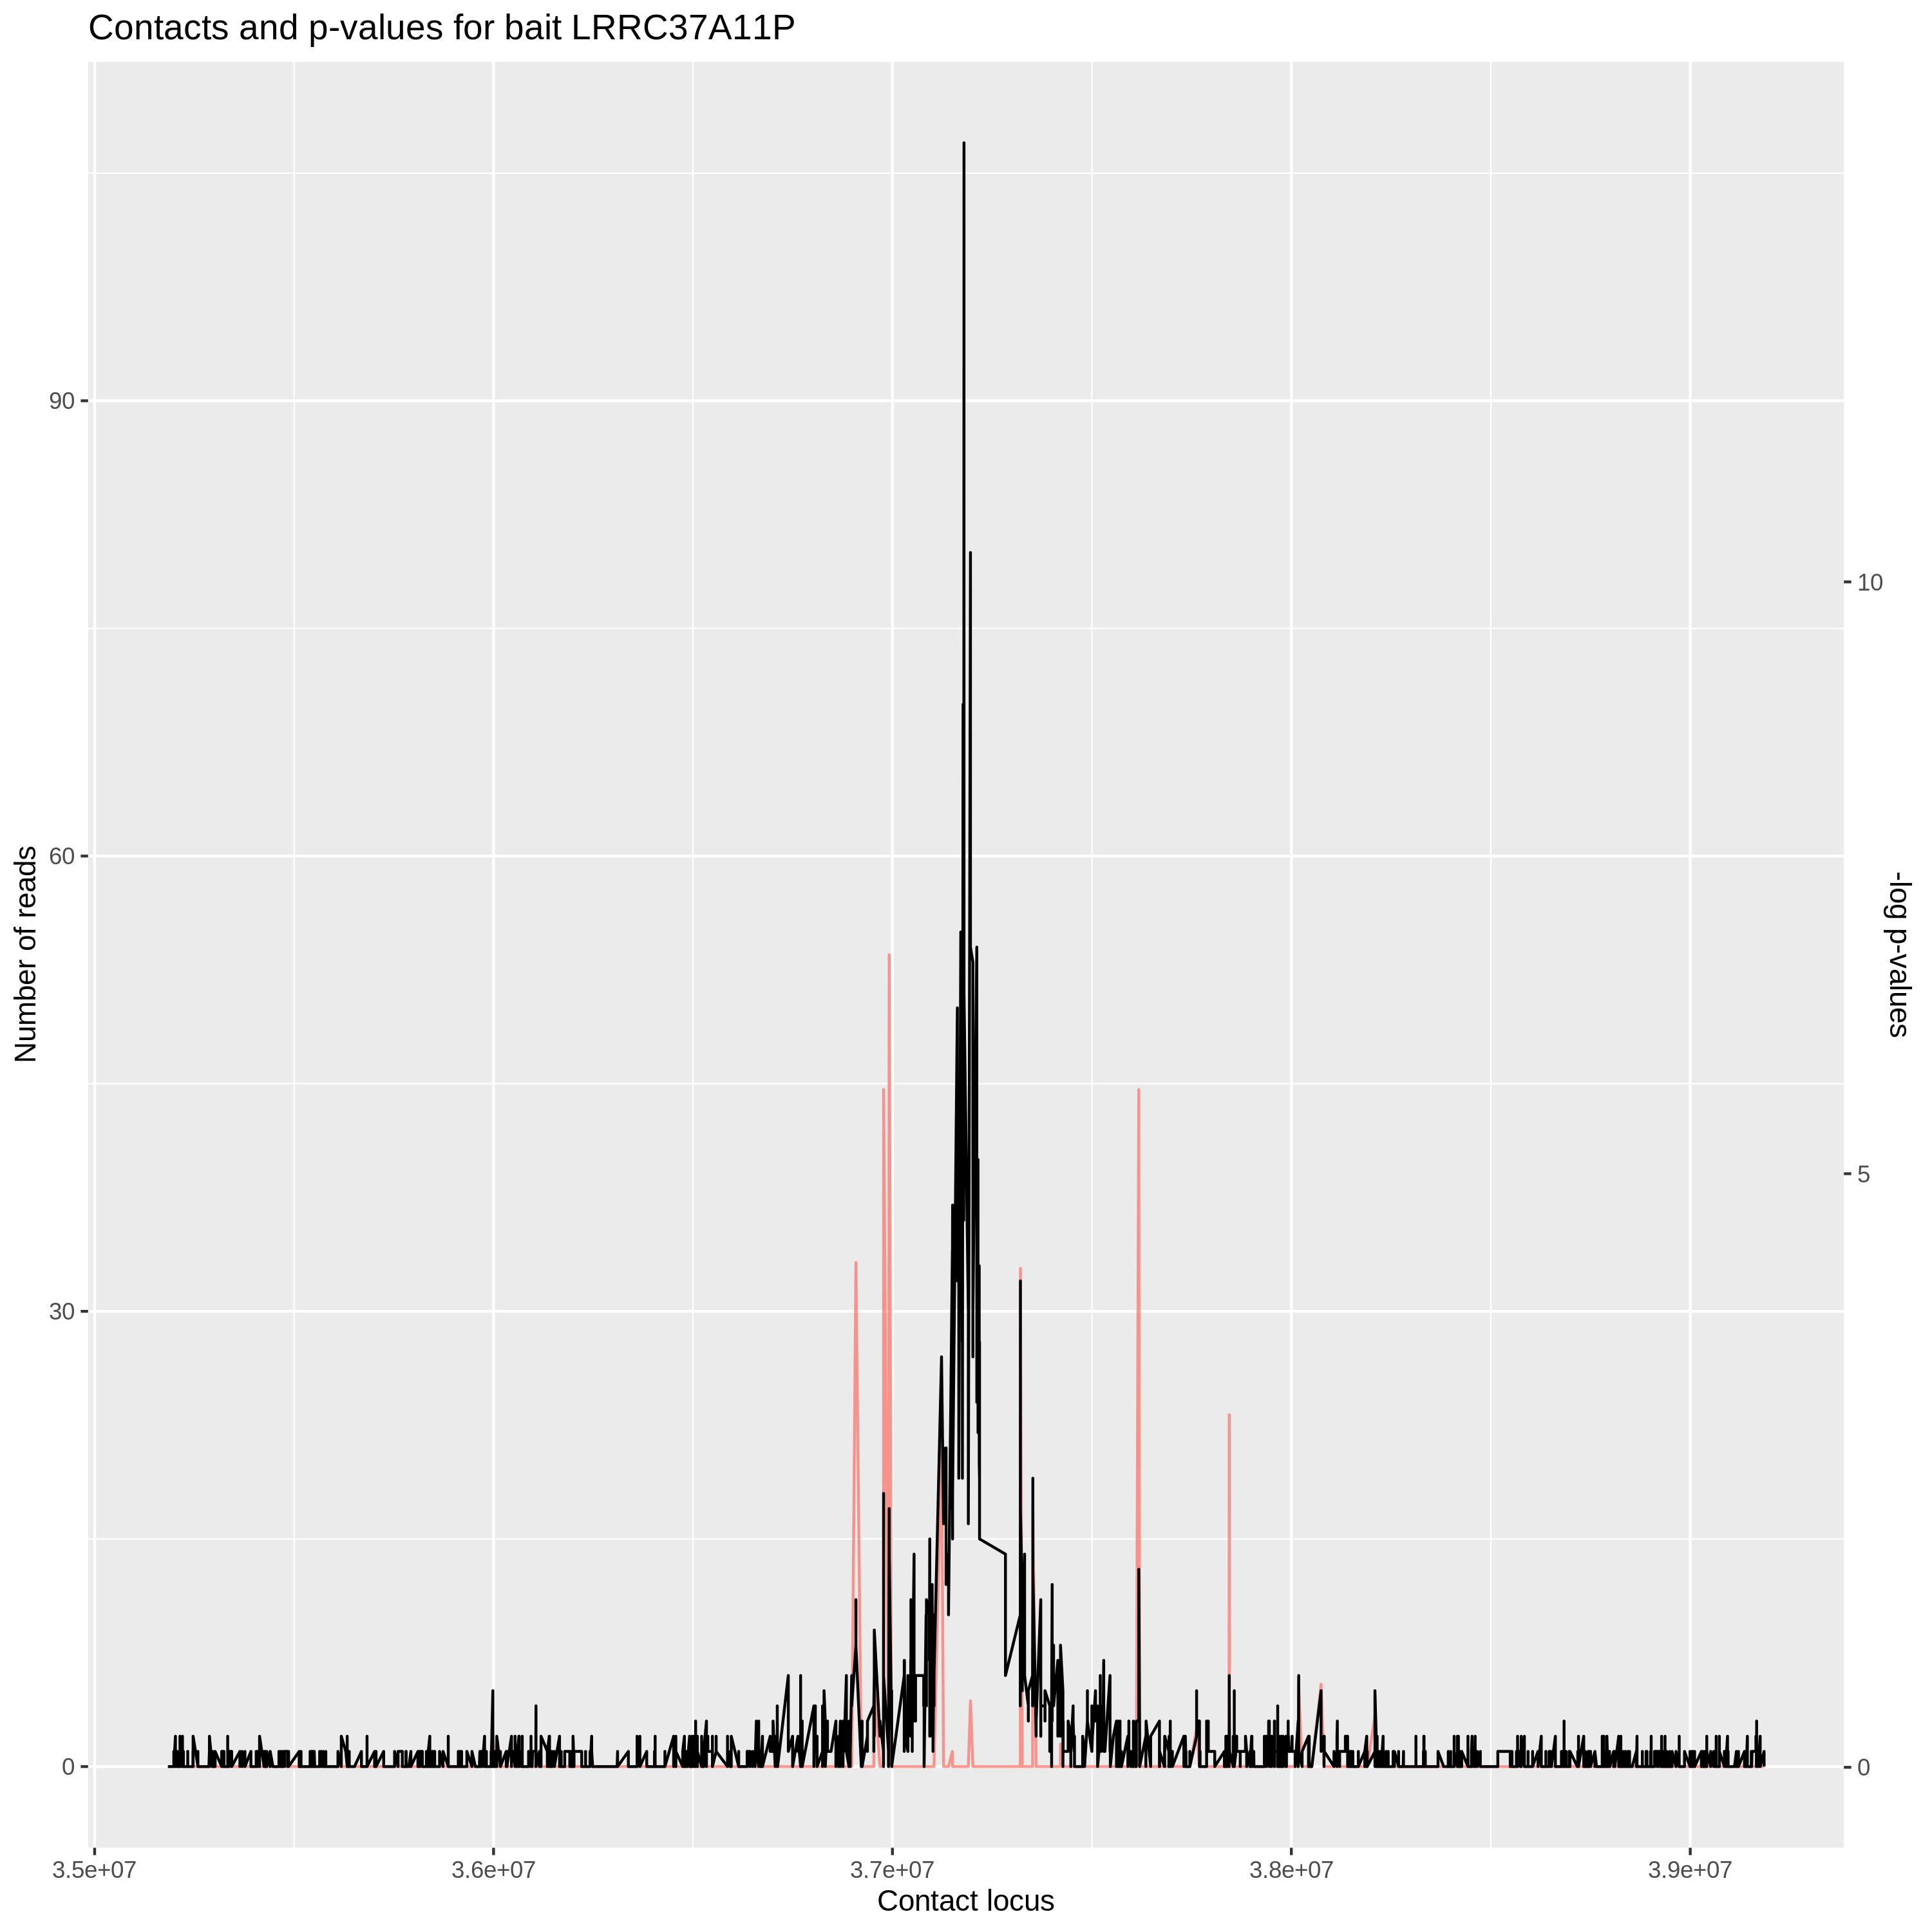 Contacts and p-values for bait LRRC37A11P
90
60
30
0
10
5
0
Number of reads
-log p-values
3.5e+07
3.6e+07
3.7e+07
3.8e+07
3.9e+07
Contact locus